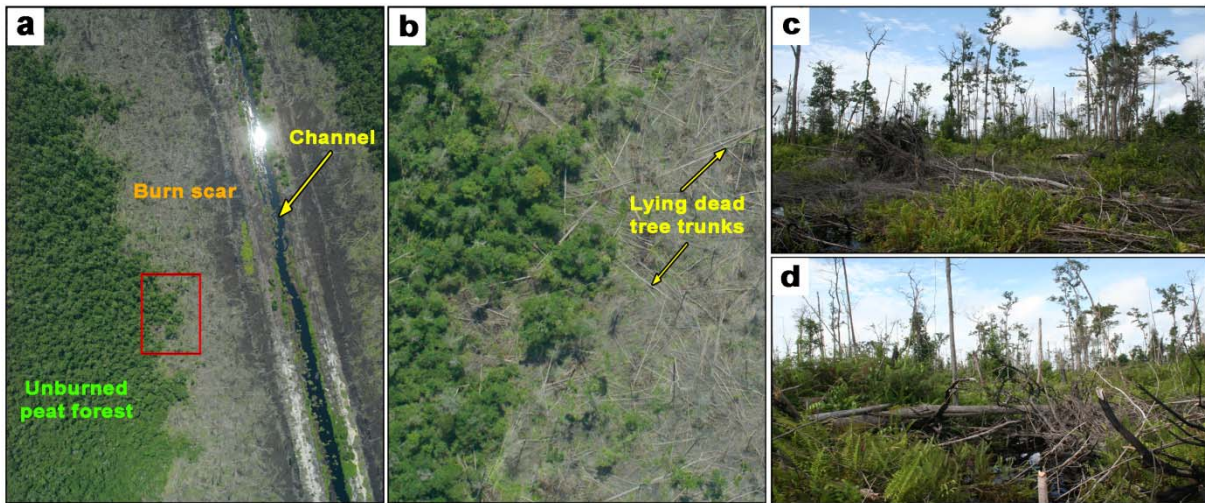 a
Channel
Burn scar
Unburned
peat forest
b
Lying dead
tree trunks
c
d